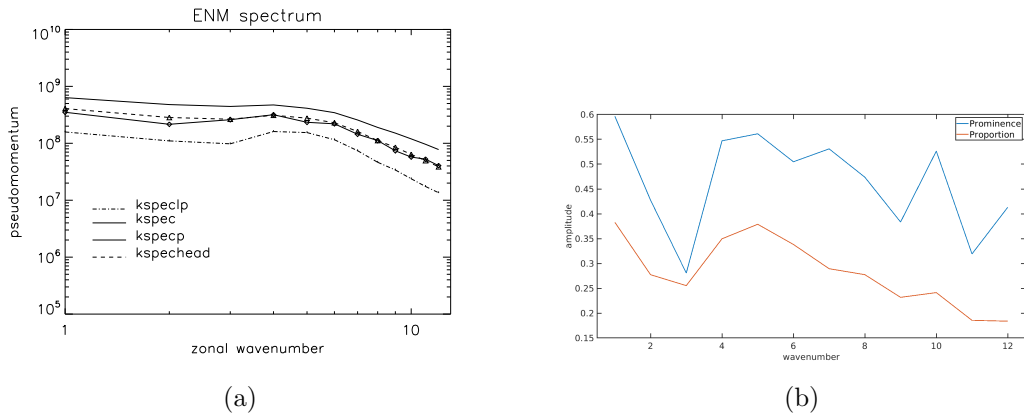 ENM spectrum
10^10
10^9
10^8
10^7
10^6
10^5
pseudomomentum
kspeclp
kspec
kspecp
kspechead
1
10
zonal wavenumber
(a)
0.6
0.55
0.5
0.45
0.4
0.35
0.3
0.25
0.2
0.15
amplitude
Prominence
Proportion
2
4
6
8
10
12
wavenumber
(b)